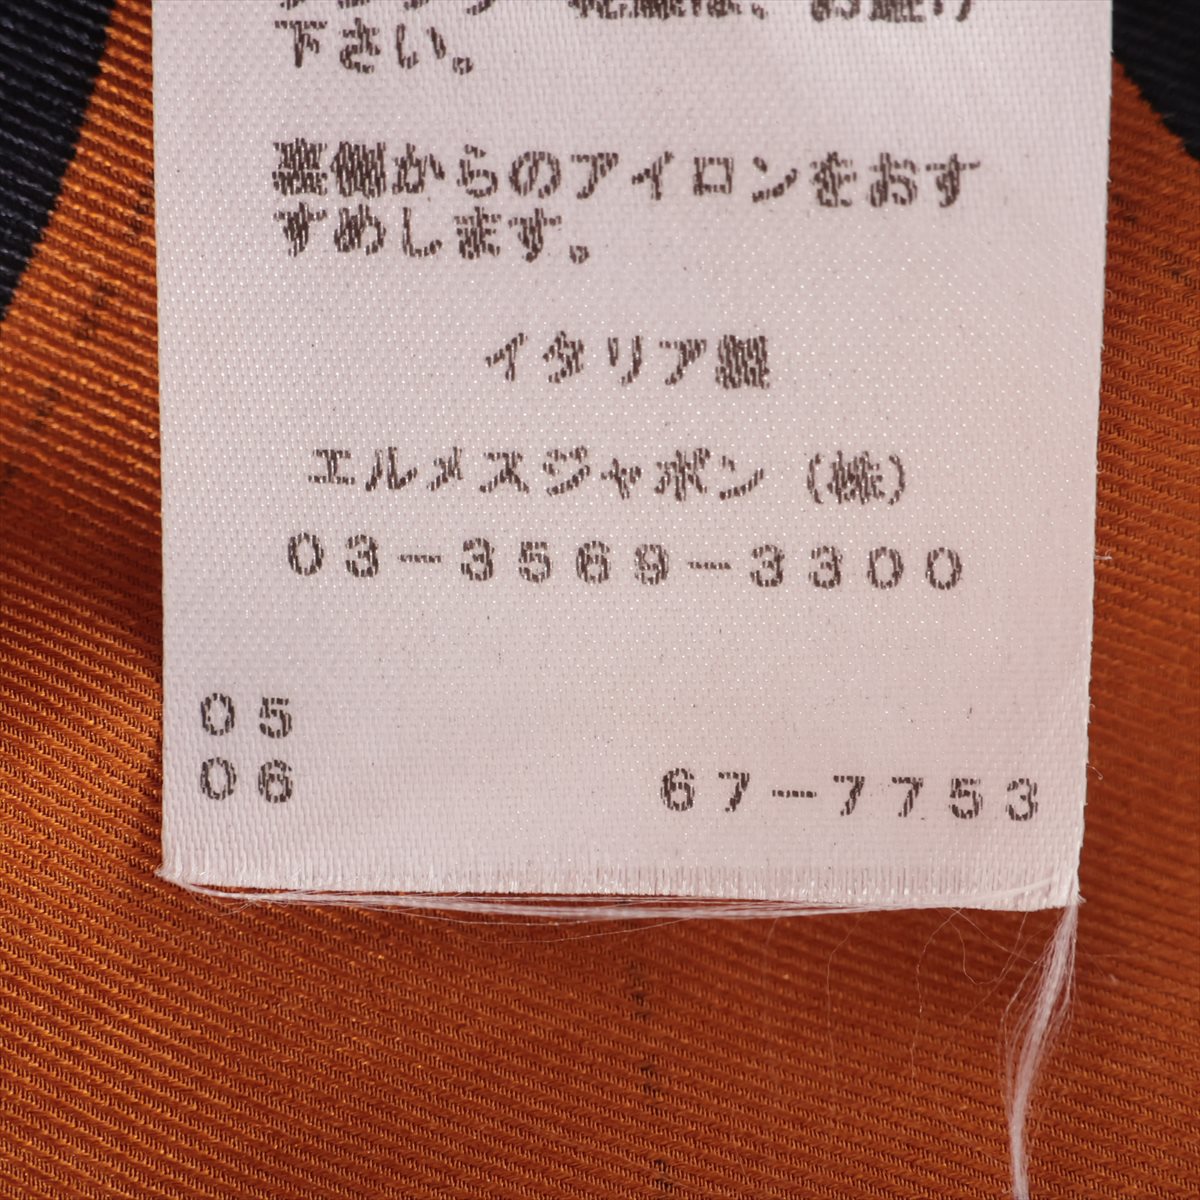 下さい。
裏側からのアイロンをおす
すめします。
イタリア製
エルメスジャポン(株)
03-3569-3300
05
06
67-7753